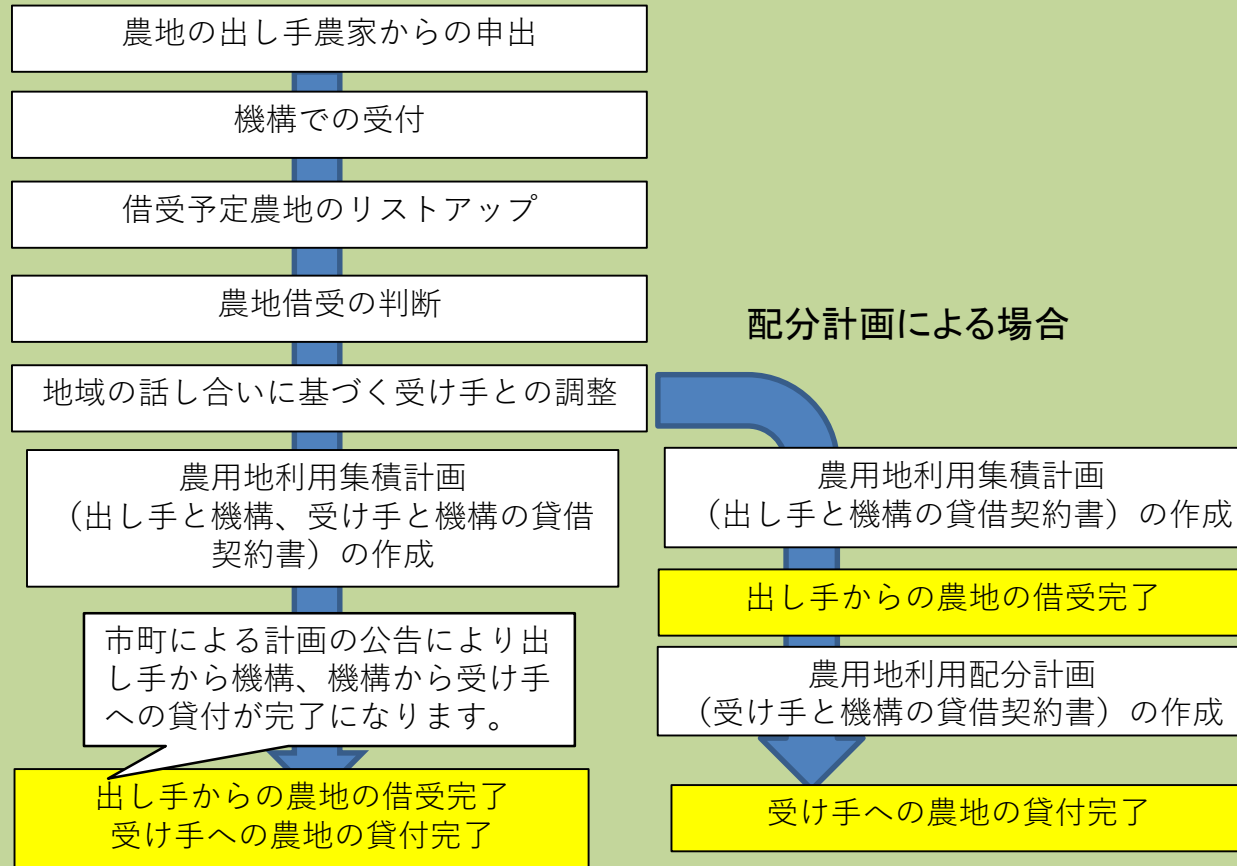 農地の出し手農家からの申出
機構での受付
借受予定農地のリストアップ
農地借受の判断
地域の話し合いに基づく受け手との調整
農用地利用集積計画
（出し手と機構、受け手と機構の貸借
契約書）の作成
市町による計画の公告により出
し手から機構、機構から受け手
への貸付が完了になります。
出し手からの農地の借受完了
受け手への農地の貸付完了
配分計画による場合
農用地利用集積計画
（出し手と機構の貸借契約書）の作成
出し手からの農地の借受完了
農用地利用配分計画
（受け手と機構の貸借契約書）の作成
受け手への農地の貸付完了